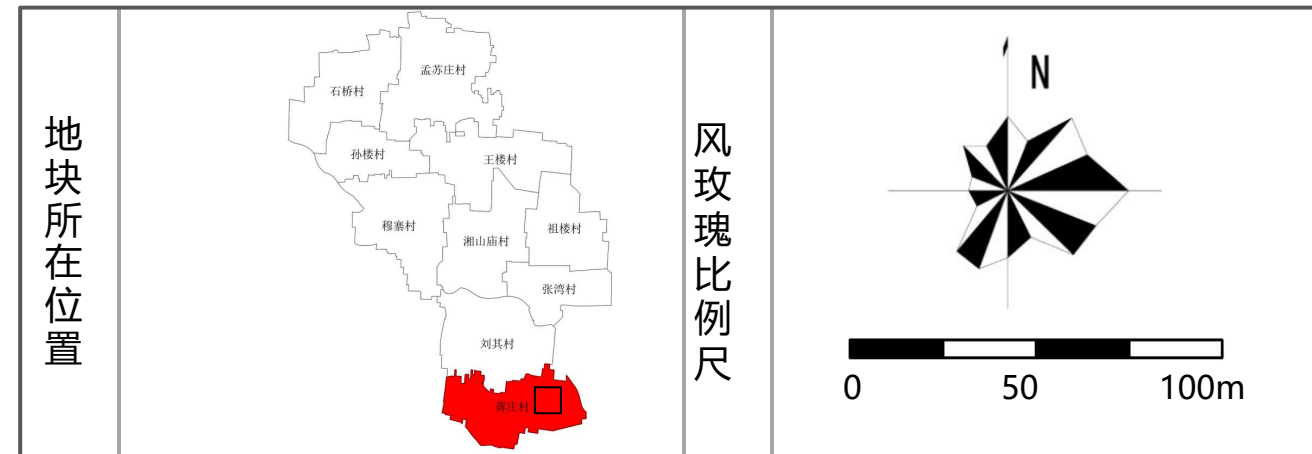 地块所在位置
孟苏庄村
石桥村
孙楼村
王楼村
穆寨村
湘山庙村
祖楼村
张湾村
刘其村
蒋庄村
风玫瑰比例尺
N
0 50 100m